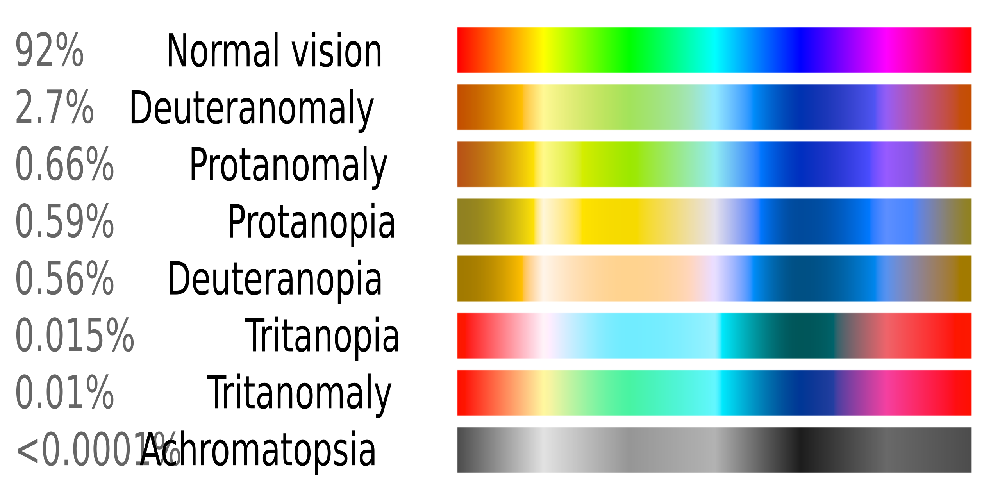 92% Normal vision
2.7% Deuteranomaly
0.66% Protanomaly
0.59% Protanopia
0.56% Deuteranopia
0.015% Tritanopia
0.01% Tritanomaly
<0.0001% Achromatopsia